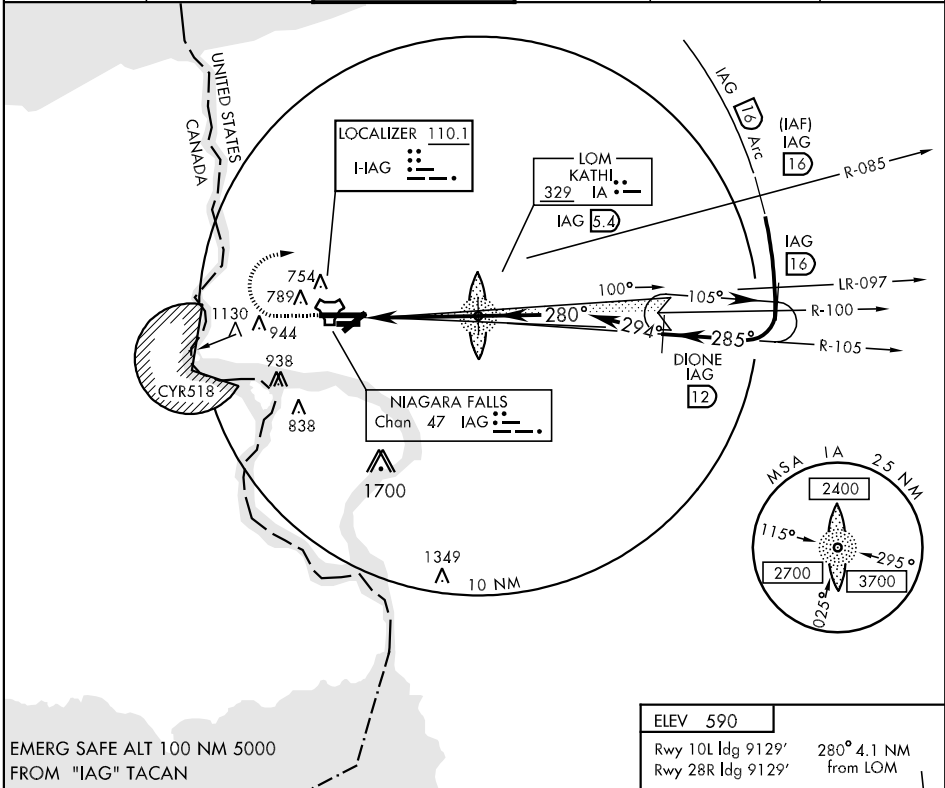 UNITED STATES
CANADA
LOCALIZER 110.1
I-IAG
LOM
KATHI
329 IA
IAG 5.4
IAG 16 Arc
(IAF)
IAG
16
R-085
IAG
16
LR-097
R-100
R-105
100°
105°
280°
294°
285°
DIONE
IAG
12
754
789
1130
944
938
838
CYR518
NIAGARA FALLS
Chan 47 IAG
1700
1349
10 NM
MSA IA 25 NM
2400
115°
295°
2700
3700
025°
EMERG SAFE ALT 100 NM 5000
FROM "IAG" TACAN
ELEV 590
Rwy 10L ldg 9129'
Rwy 28R ldg 9129'
280° 4.1 NM
from LOM